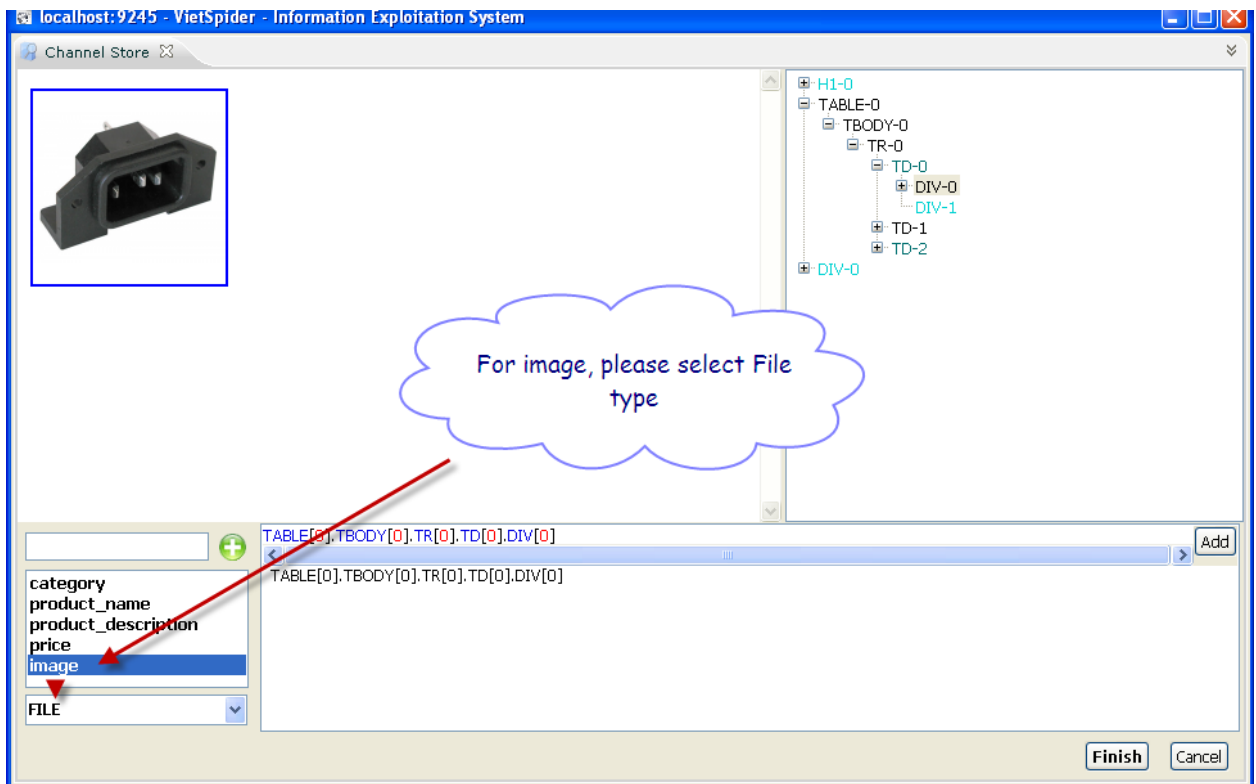 localhost:9245 - VietSpider - Information Exploitation System
Channel Store
H1-0
TABLE-0
TBODY-0
TR-0
TD-0
DIV-0
DIV-1
TD-1
TD-2
DIV-0
For image, please select File
type
TABLE[0].TBODY[0].TR[0].TD[0].DIV[0]
Add
TABLE[0].TBODY[0].TR[0].TD[0].DIV[0]
category
product_name
product_description
price
image
FILE
Finish
Cancel